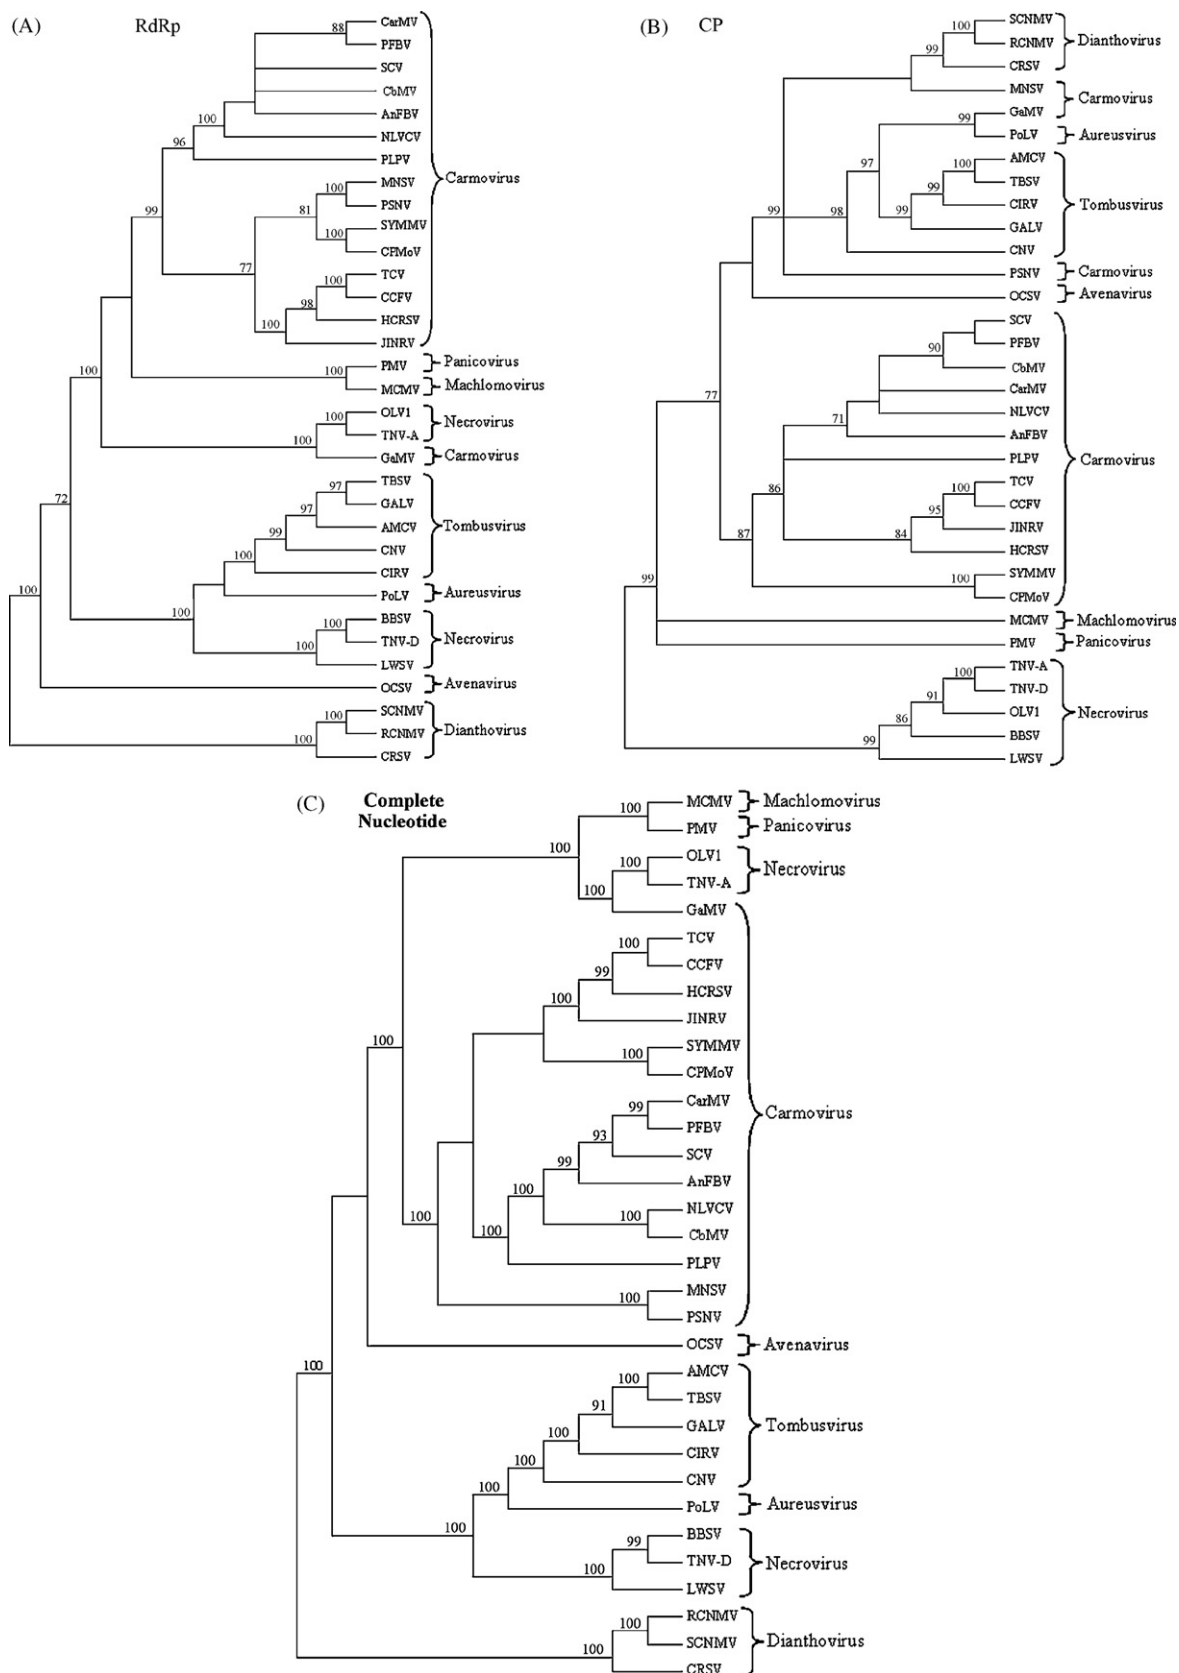 (A) RdRp
88 CarMV
PFBV
SCV
CbMV
AnFBV
100 NLVCV
96 PLPV
100 MNSV
PSNV
81 SYMMV
100 CPMoV
99
77
100 TCV
98 CCFV
100 HCRSV
JINRV
Carmovirus
100 PMV Panicovirus
MCMV Machlomovirus
100
100 OLV1
TNV-A
Necrovirus
100 GaMV Carmovirus
97 TBSV
97 GALV
99 AMCV
100 CNV
CIRV
Tombusvirus
72
100 PoLV Aureusvirus
100 BBSV
TNV-D
100 LWSV
Necrovirus
100
OCSV Avenavirus
100 SCNMV
RCNMV
100 CRSV
Dianthovirus
(B) CP
100 SCNMV
99 RCNMV
CRSV
Dianthovirus
MNSV
GaMV
Carmovirus
99 PoLV Aureusvirus
97
100 AMCV
99 TBSV
99 CIRV
GALV
CNV
Tombusvirus
99
98
PSNV Carmovirus
OCSV Avenavirus
SCV
90 PFBV
CbMV
CarMV
71 NLVCV
AnFBV
PLPV
77
86
100 TCV
95 CCFV
84 JINRV
HCRSV
87
100 SYMMV
CPMoV
Carmovirus
99
MCMV Machlomovirus
PMV Panicovirus
100 TNV-A
91 TNV-D
86 OLV1
99 BBSV
LWSV
Necrovirus
(C) Complete
Nucleotide
100 MCMV Machlomovirus
PMV Panicovirus
100
100 OLV1
100 TNV-A
Necrovirus
GaMV
100 TCV
99 CCFV
100 HCRSV
JINRV
100 SYMMV
CPMoV
100
99 CarMV
93 PFBV
99 SCV
100 AnFBV
100 NLVCV
CbMV
100
PLPV
100
100 MNSV
PSNV
Carmovirus
OCSV Avenavirus
100
100 AMCV
91 TBSV
100 GALV
100 CIRV
CNV
Tombusvirus
100
PoLV Aureusvirus
100
99 BBSV
100 TNV-D
LWSV
Necrovirus
100 RCNMV
SCNMV
100 CRSV
Dianthovirus